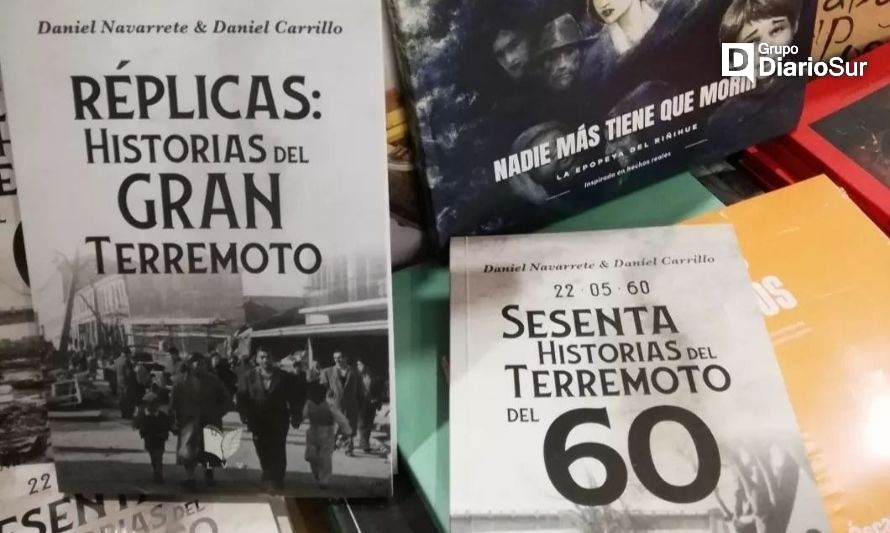 Daniel Navarrete & Daniel Carrillo
RÉPLICAS:
HISTORIAS DEL
GRAN
TERREMOTO
L V V
NADIE MÁS TIENE QUE MORIR
LA EPOPEYA DEL RIÑIHUE
Inspirado en hechos reales
Grupo
DiarioSur
Daniel Navarrete & Daniel Carrillo
22 · 05 · 60
SESENTA
HISTORIAS DEL
TERREMOTO
DEL 60
22